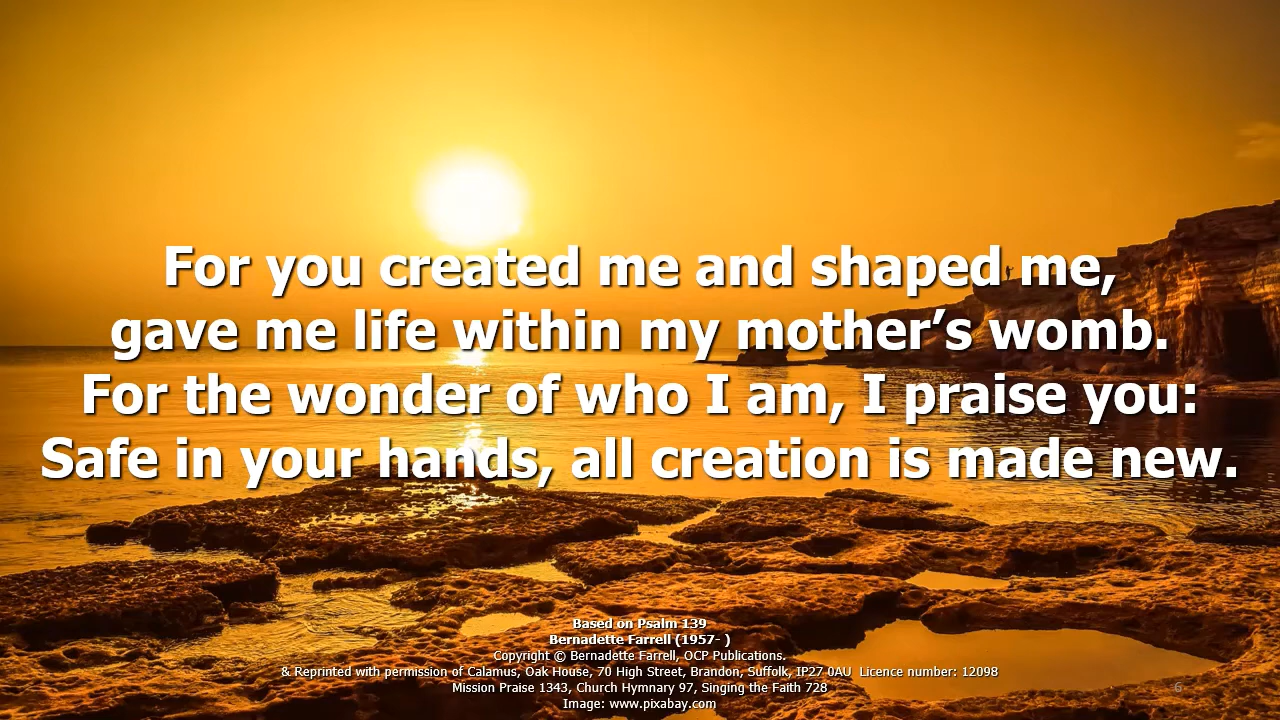 For you created me and shaped me,
gave me life within my mother’s womb.
For the wonder of who I am, I praise you:
Safe in your hands, all creation is made new.
Based on Psalm 139
Bernadette Farrell (1957- )
Copyright © Bernadette Farrell, OCP Publications.
& Reprinted with permission of Calamus, Oak House, 70 High Street, Brandon, Suffolk, IP27 0AU  Licence number: 12098
Mission Praise 1343, Church Hymnary 97, Singing the Faith 728
6
Image: www.pixabay.com